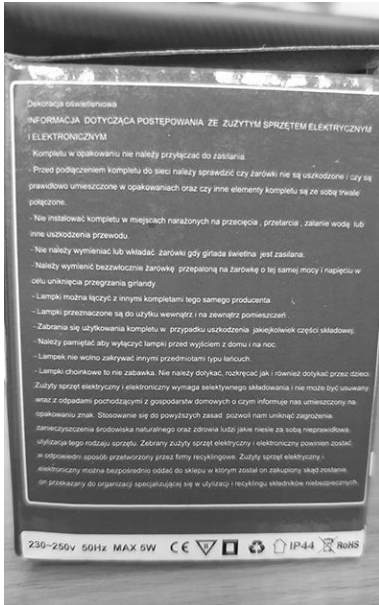 Dekoracja oświetleniowa
INFORMACJA DOTYCZĄCA POSTĘPOWANIA ZE ZUŻYTYM SPRZĘTEM ELEKTRYCZNYM
I ELEKTRONICZNYM
- Kompletu w opakowaniu nie należy przyłączać do zasilania.
- Przed podłączeniem kompletu do sieci należy sprawdzić czy żarówki nie są uszkodzone i czy są
prawidłowo umieszczone w opakowaniach oraz czy inne elementy kompletu są ze sobą trwale
połączone.
- Nie instalować kompletu w miejscach narażonych na przecięcia , przetarcia , zalanie wodą lub
inne uszkodzenia przewodu.
- Nie należy wymieniać lub wkładać żarówki gdy girlada świetlna jest zasilana.
- Należy wymienić bezzwłocznie żarówkę przepaloną na żarówkę o tej samej mocy i napięciu w
celu uniknięcia przegrzania girlandy.
- Lampki można łączyć z innymi kompletami tego samego producenta
- Lampki przeznaczone są do użytku wewnątrz i na zewnątrz pomieszczeń .
- Zabrania się użytkowania kompletu w przypadku uszkodzenia jakiejkolwiek części składowej.
- Należy pamiętać aby wyłączyć lampki przed wyjściem z domu i na noc.
- Lampek nie wolno zakrywać innymi przedmiotami typu łańcuch.
- Lampki choinkowe to nie zabawka. Nie należy dotykać, rozkręcać jak i również dotykać przez dzieci.
Zużyty sprzęt elektryczny i elektroniczny wymaga selektywnego składowania i nie może być usuwany
wraz z odpadami pochodzącymi z gospodarstw domowych o czym informuje nas umieszczony na
opakowaniu znak. Stosowanie się do powyższych zasad pozwoli nam uniknąć zagrożenia
zanieczyszczenia środowiska naturalnego oraz zdrowia ludzi jakie niesie za sobą nieprawidłowa
utylizacja tego rodzaju sprzętu. Zebrany zużyty sprzęt elektryczny i elektroniczny powinien zostać
w odpowiedni sposób przetworzony przez firmy recyklingowe. Zużyty sprzęt elektryczny i
elektroniczny można bezpośrednio oddać do sklepu w którym został on zakupiony skąd zostanie
on przekazany do organizacji specjalizującej się w utylizacji i recyklingu składników niebezpiecznych.
230~250v 50Hz MAX 5W CE IP44 RoHS